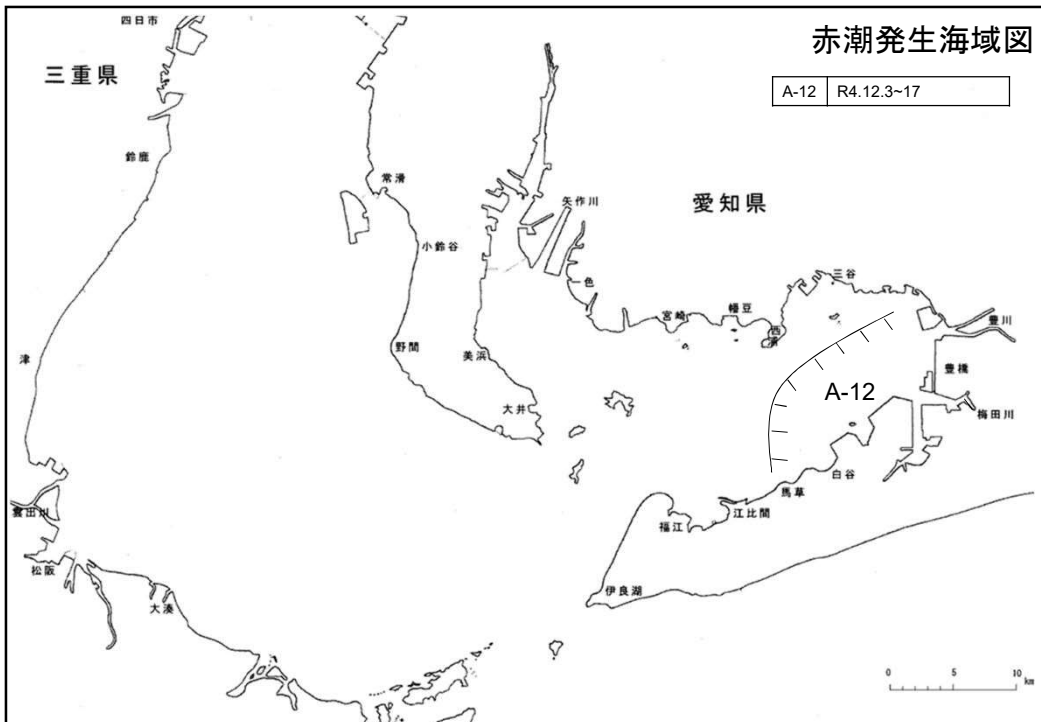 赤潮発生海域図
A-12 R4.12.3~17
四日市
三重県
鈴鹿
津
雲出川
松阪
大湊
常滑
小鈴谷
野間
美浜
大井
矢作川
愛知県
一色
宮崎
幡豆
西浦
三谷
豊川
豊橋
梅田川
A-12
白谷
馬草
江比間
福江
伊良湖
0 5 10
km